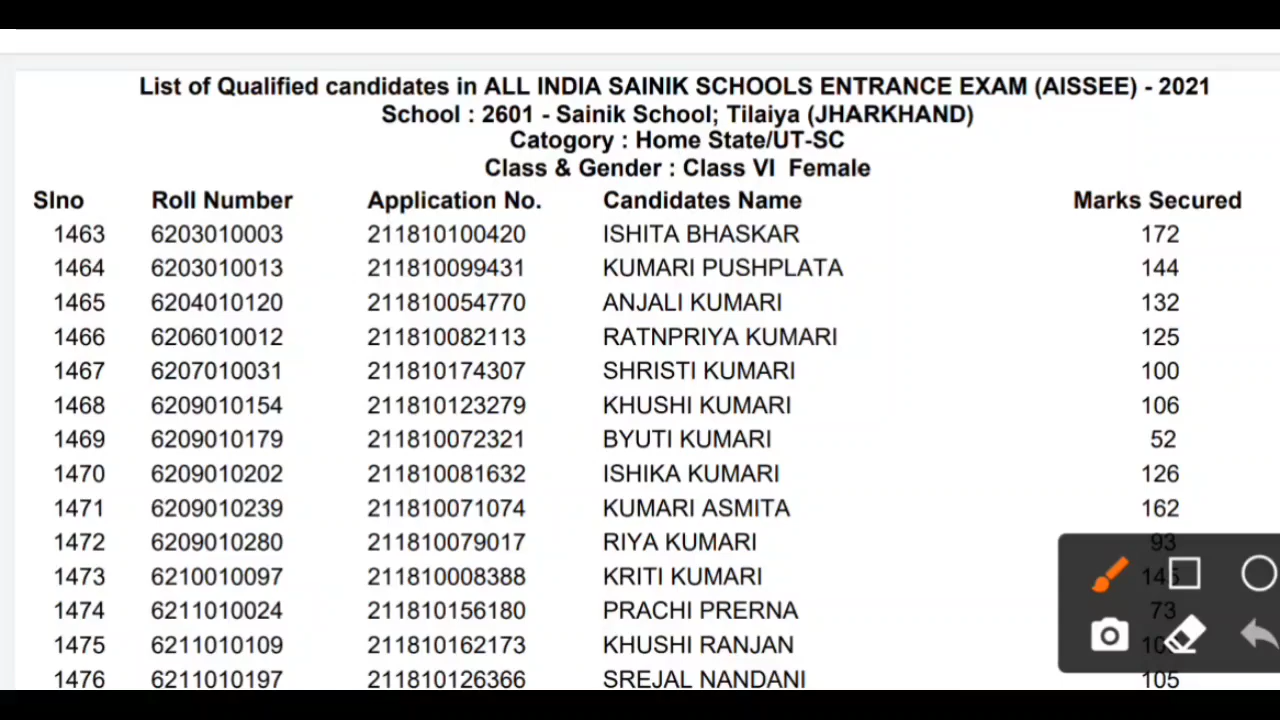 List of Qualified candidates in ALL INDIA SAINIK SCHOOLS ENTRANCE EXAM (AISSEE) - 2021
School : 2601 - Sainik School; Tilaiya (JHARKHAND)
Catogory : Home State/UT-SC
Class & Gender : Class VI Female
Slno Roll Number Application No. Candidates Name Marks Secured
1463 6203010003 211810100420 ISHITA BHASKAR 172
1464 6203010013 211810099431 KUMARI PUSHPLATA 144
1465 6204010120 211810054770 ANJALI KUMARI 132
1466 6206010012 211810082113 RATNPRIYA KUMARI 125
1467 6207010031 211810174307 SHRISTI KUMARI 100
1468 6209010154 211810123279 KHUSHI KUMARI 106
1469 6209010179 211810072321 BYUTI KUMARI 52
1470 6209010202 211810081632 ISHIKA KUMARI 126
1471 6209010239 211810071074 KUMARI ASMITA 162
1472 6209010280 211810079017 RIYA KUMARI 93
1473 6210010097 211810008388 KRITI KUMARI 145
1474 6211010024 211810156180 PRACHI PRERNA 73
1475 6211010109 211810162173 KHUSHI RANJAN
1476 6211010197 211810126366 SREJAL NANDANI 105